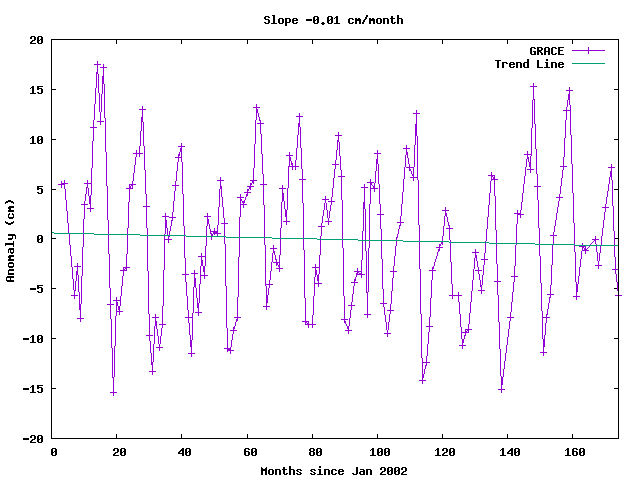 Slope -0.01 cm/month
GRACE
Trend Line
20
15
10
5
0
-5
-10
-15
-20
Anomaly (cm)
0 20 40 60 80 100 120 140 160
Months since Jan 2002